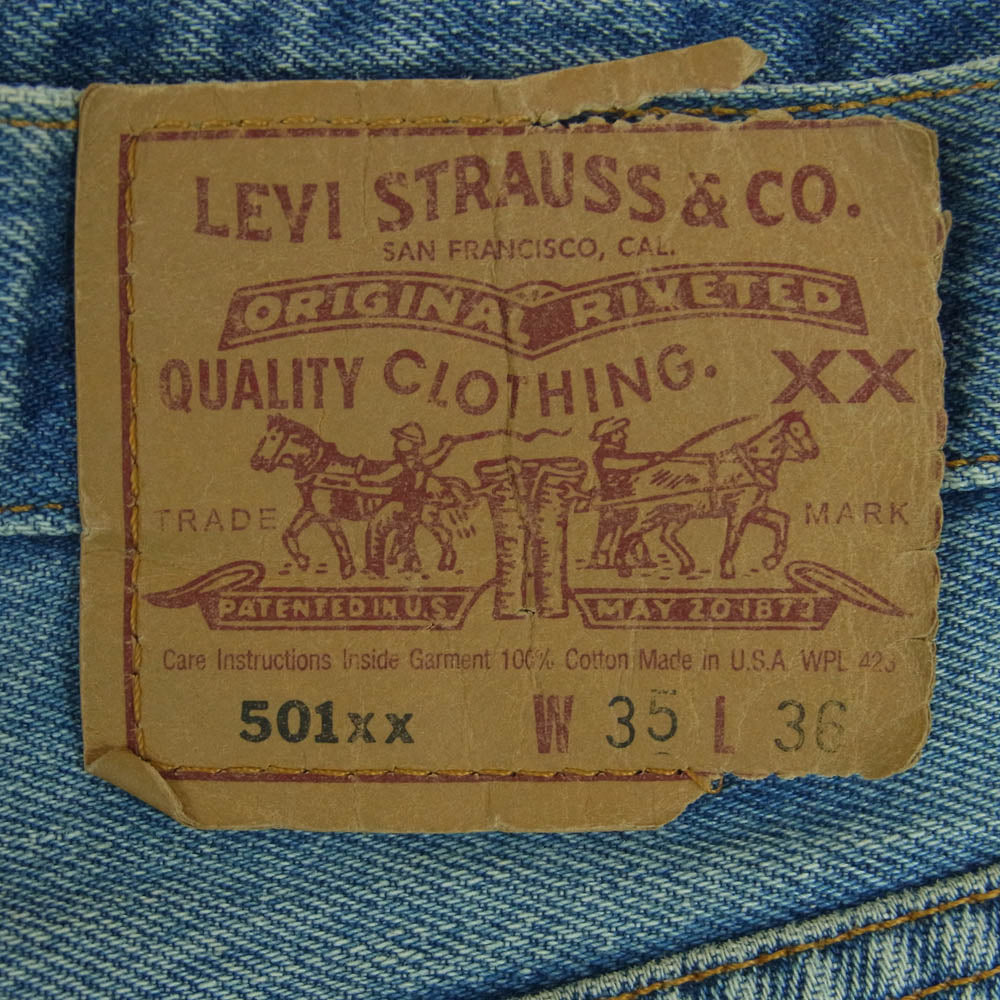 LEVI STRAUSS & CO.
SAN FRANCISCO, CAL.
ORIGINAL RIVETED
QUALITY CLOTHING. XX
TRADE MARK
PATENTED IN U.S. MAY 20 1873
Care Instructions Inside Garment 100% Cotton Made in U.S.A. WPL 423
501xx W 35 L 36